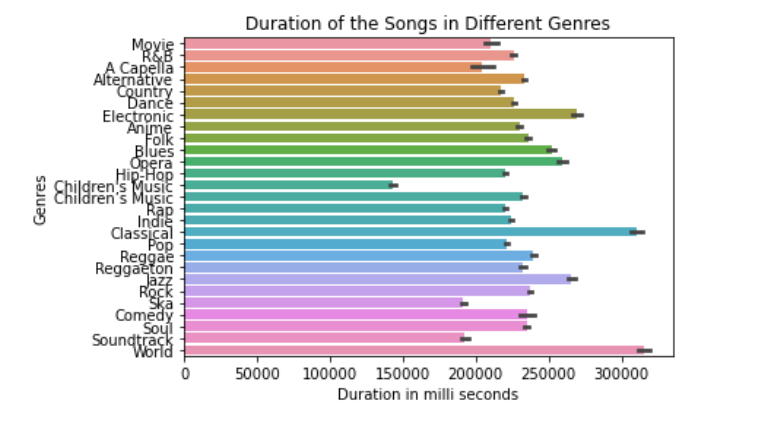 Duration of the Songs in Different Genres
Movie
R&B
A Capella
Alternative
Country
Dance
Electronic
Anime
Folk
Blues
Opera
Hip-Hop
Children's Music
Children’s Music
Rap
Indie
Classical
Pop
Reggae
Reggaeton
Jazz
Rock
Ska
Comedy
Soul
Soundtrack
World
Genres
0 50000 100000 150000 200000 250000 300000
Duration in milli seconds